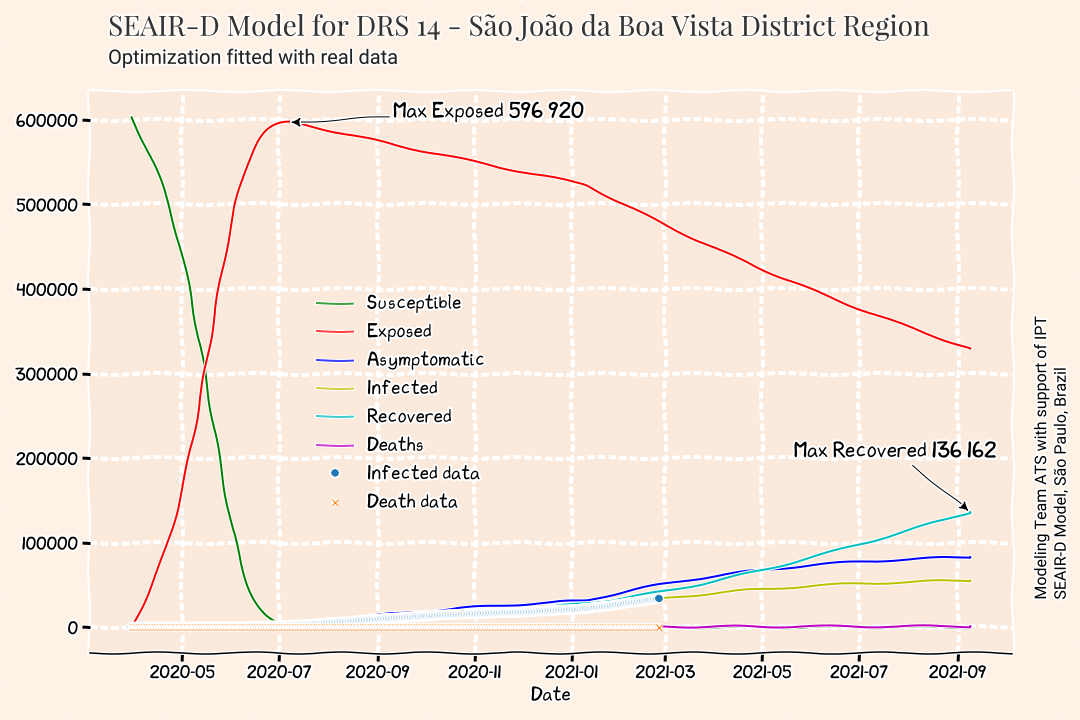 SEAIR-D Model for DRS 14 - São João da Boa Vista District Region
Optimization fitted with real data
Max Exposed 596 920
600000
500000
400000
300000
200000
100000
0
Susceptible
Exposed
Asymptomatic
Infected
Recovered
Deaths
Infected data
Death data
Max Recovered 136 162
2020-05
2020-07
2020-09
2020-11
2021-01
2021-03
2021-05
2021-07
2021-09
Date
Modeling Team ATS with support of IPT
SEAIR-D Model, São Paulo, Brazil